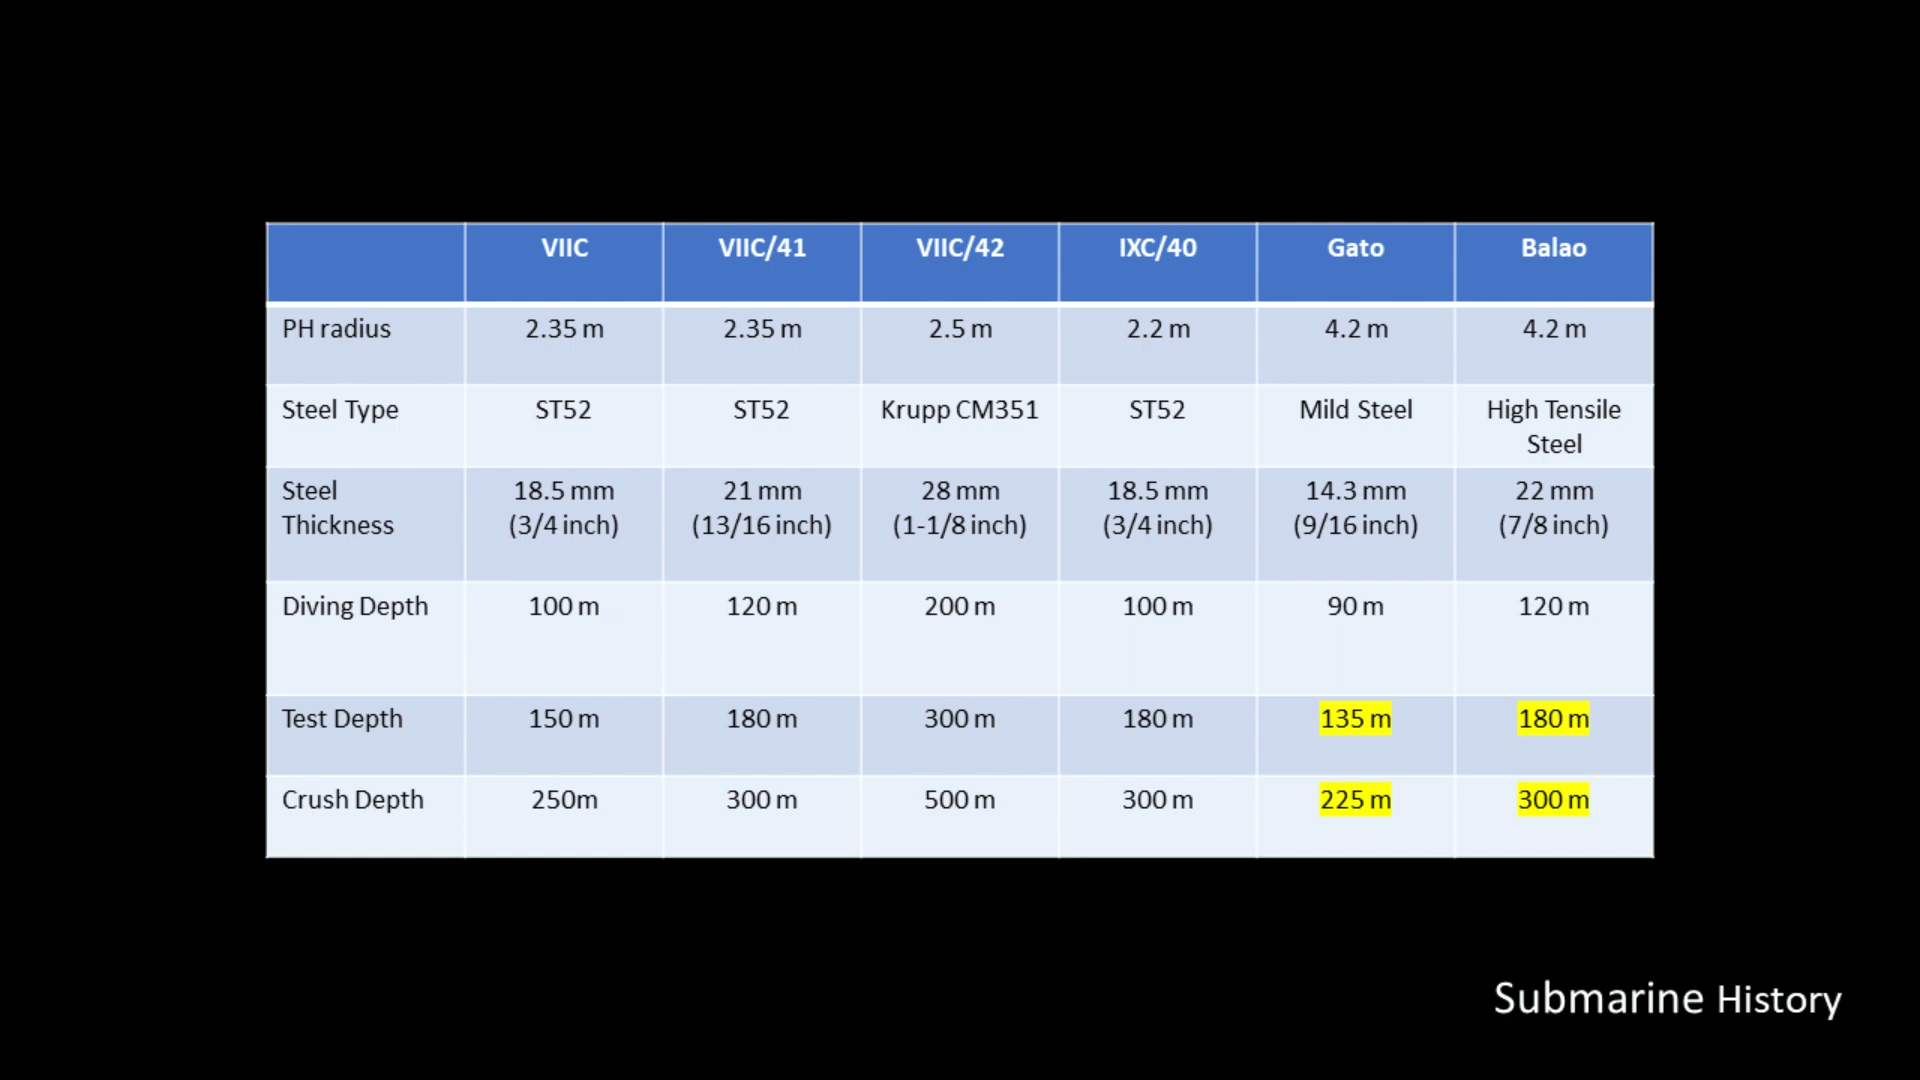 VIIC VIIC/41 VIIC/42 IXC/40 Gato Balao
PH radius 2.35 m 2.35 m 2.5 m 2.2 m 4.2 m 4.2 m
Steel Type ST52 ST52 Krupp CM351 ST52 Mild Steel High Tensile
Steel
Steel 18.5 mm 21 mm 28 mm 18.5 mm 14.3 mm 22 mm
Thickness (3/4 inch) (13/16 inch) (1-1/8 inch) (3/4 inch) (9/16 inch) (7/8 inch)
Diving Depth 100 m 120 m 200 m 100 m 90 m 120 m
Test Depth 150 m 180 m 300 m 180 m 135 m 180 m
Crush Depth 250m 300 m 500 m 300 m 225 m 300 m
Submarine History